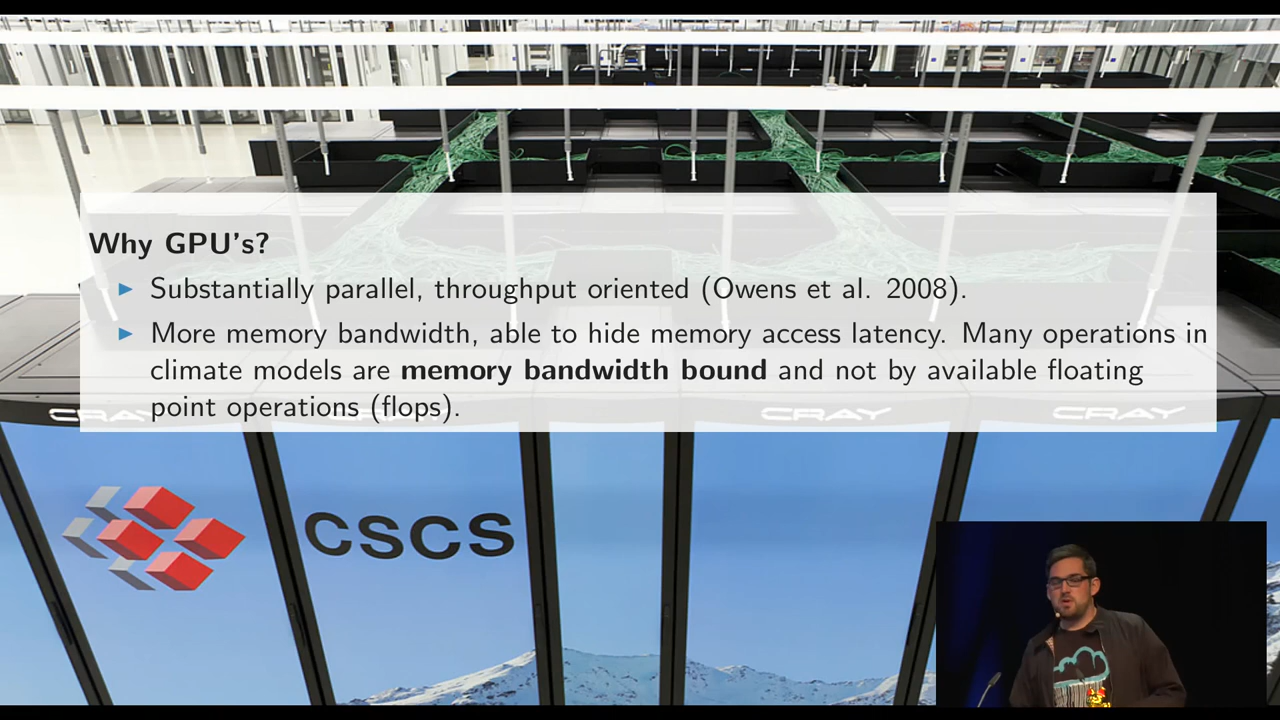 Why GPU's?
▶ Substantially parallel, throughput oriented (Owens et al. 2008).
▶ More memory bandwidth, able to hide memory access latency. Many operations in
climate models are memory bandwidth bound and not by available floating
point operations (flops).
CRAY CRAY CRAY CRAY
CSCS